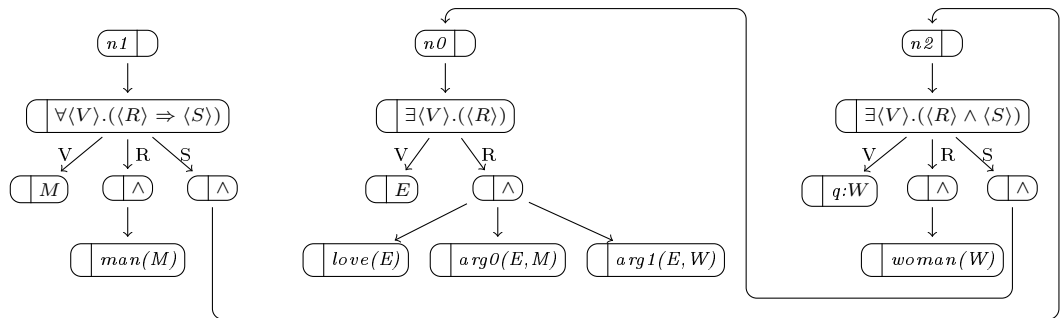 n1 n0 n2
∀⟨V⟩.(⟨R⟩ ⇒ ⟨S⟩) ∃⟨V⟩.(⟨R⟩) ∃⟨V⟩.(⟨R⟩ ∧ ⟨S⟩)
V R S V R V R S
M ∧ ∧ E ∧ q:W ∧ ∧
man(M) love(E) arg0(E,M) arg1(E,W) woman(W)